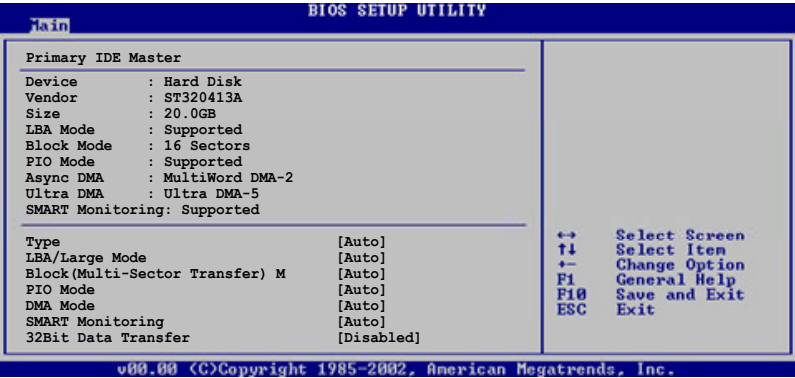 BIOS SETUP UTILITY
Main
Primary IDE Master
Device : Hard Disk
Vendor : ST320413A
Size : 20.0GB
LBA Mode : Supported
Block Mode : 16 Sectors
PIO Mode : Supported
Async DMA : MultiWord DMA-2
Ultra DMA : Ultra DMA-5
SMART Monitoring: Supported
Type [Auto]
LBA/Large Mode [Auto]
Block(Multi-Sector Transfer) M [Auto]
PIO Mode [Auto]
DMA Mode [Auto]
SMART Monitoring [Auto]
32Bit Data Transfer [Disabled]
↔ Select Screen
↑↓ Select Item
+- Change Option
F1 General Help
F10 Save and Exit
ESC Exit
v00.00 (C)Copyright 1985-2002, American Megatrends, Inc.